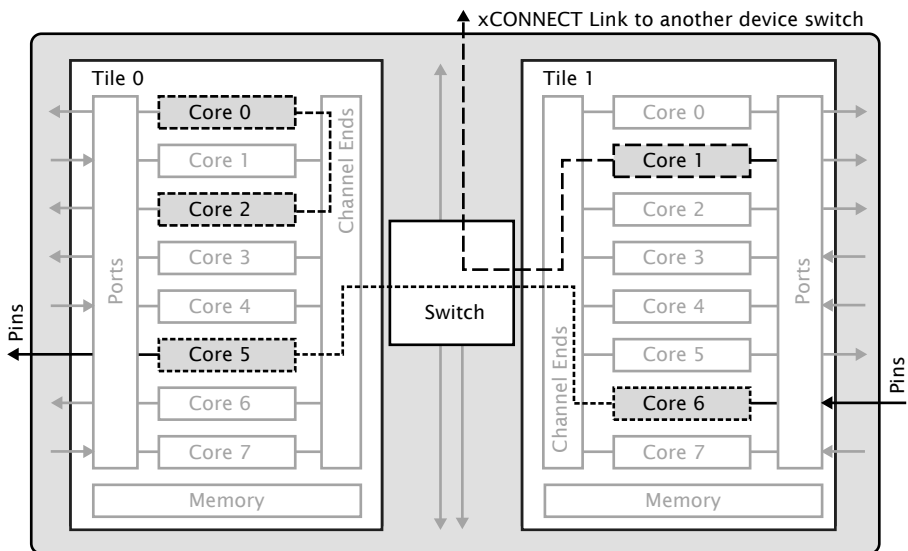 xCONNECT Link to another device switch
Tile 0
Core 0
Core 1
Core 2
Core 3
Core 4
Core 5
Core 6
Core 7
Ports
Channel Ends
Memory
Pins
Switch
Tile 1
Core 0
Core 1
Core 2
Core 3
Core 4
Core 5
Core 6
Core 7
Channel Ends
Ports
Memory
Pins